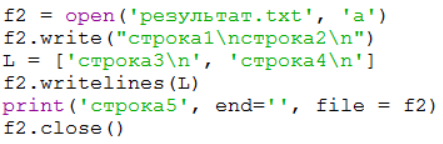 f2 = open('результат.txt', 'a')
f2.write("строка1\nстрока2\n")
L = ['строка3\n', 'строка4\n']
f2.writelines(L)
print('строка5', end='', file = f2)
f2.close()